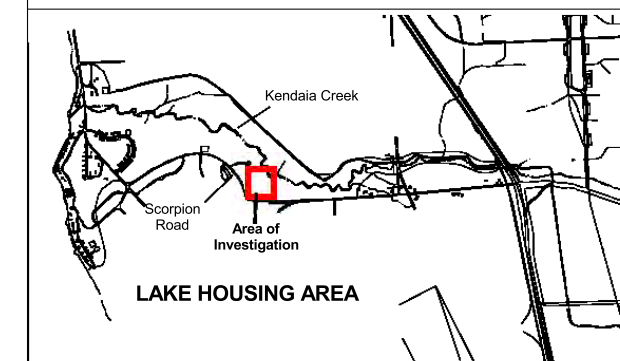 Kendaia Creek
Scorpion
Road
Area of
Investigation
LAKE HOUSING AREA